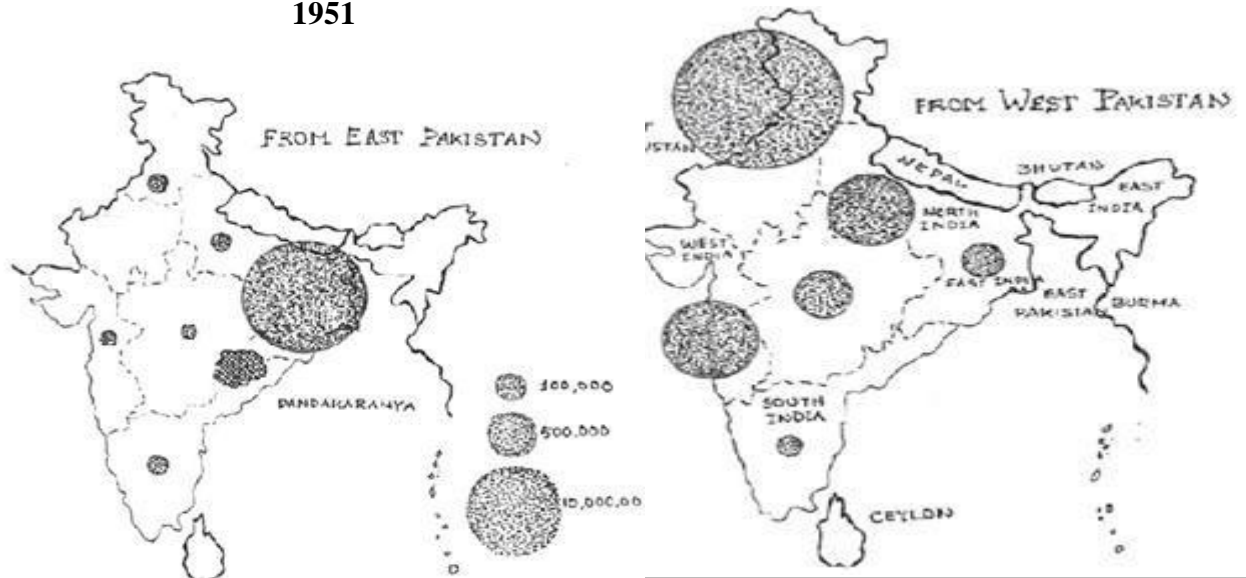 1951
FROM EAST PAKISTAN
DANDAKARANYA
100,000
500,000
10,000,00
FROM WEST PAKISTAN
T
ISTAN
NEPAL
BHUTAN
EAST
INDIA
NORTH
INDIA
WEST
INDIA
EAST INDIA
EAST
PAKISTAN
BURMA
SOUTH
INDIA
CEYLON